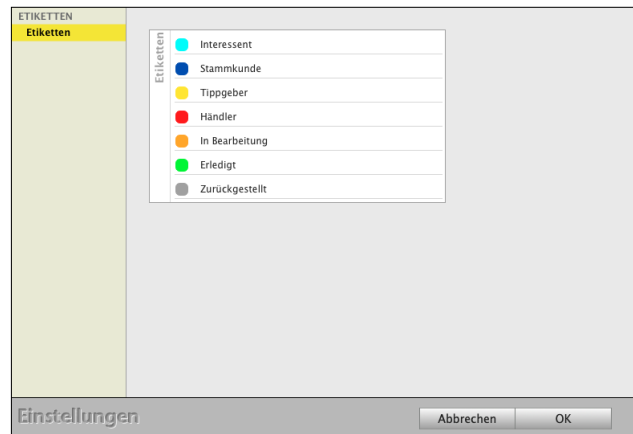 ETIKETTEN
Etiketten
Etiketten
Interessent
Stammkunde
Tippgeber
Händler
In Bearbeitung
Erledigt
Zurückgestellt
Einstellungen
Abbrechen
OK